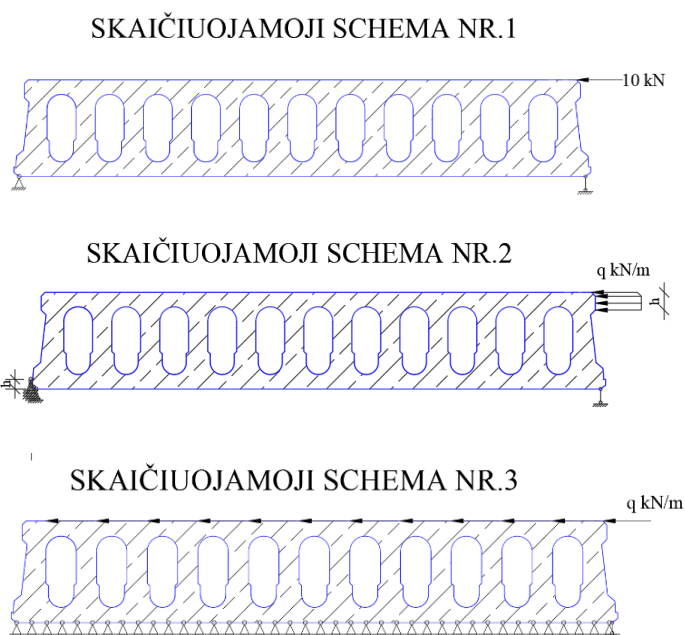 SKAIČIUOJAMOJI SCHEMA NR.1
10 kN
SKAIČIUOJAMOJI SCHEMA NR.2
q kN/m
h
h
SKAIČIUOJAMOJI SCHEMA NR.3
q kN/m